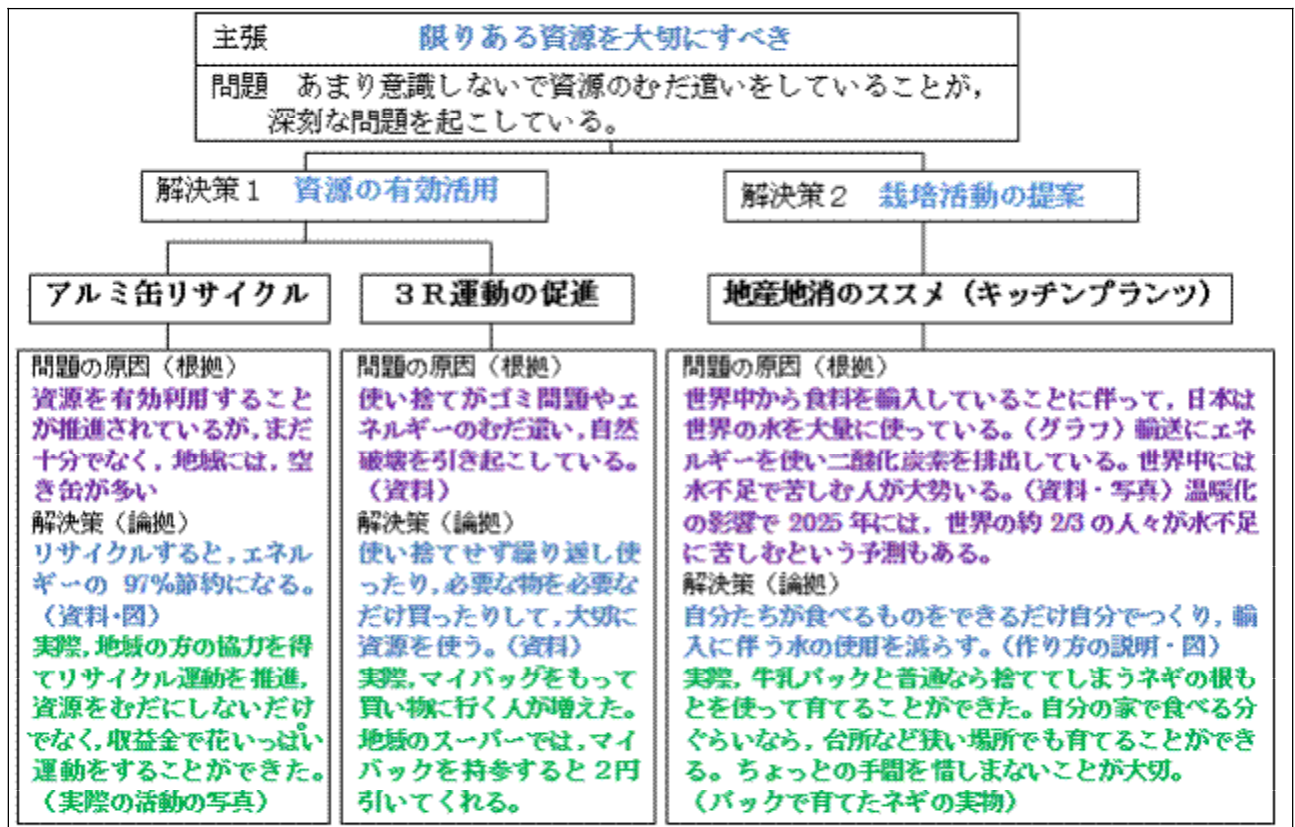 主張　限りある資源を大切にすべき
問題　あまり意識しないで資源のむだ遣いをしていることが，
深刻な問題を起こしている。
解決策１　資源の有効活用
解決策２　栽培活動の提案
アルミ缶リサイクル
３Ｒ運動の促進
地産地消のススメ（キッチンプランツ）
問題の原因（根拠）
資源を有効利用すること
が推進されているが，まだ
十分でなく，地域には，空
き缶が多い
解決策（論拠）
リサイクルすると，エネル
ギーの 97%節約になる。
（資料・図）
実際，地域の方の協力を得
てリサイクル運動を推進，
資源をむだにしないだけ
でなく，収益金で花いっぱい
運動をすることができた。
（実際の活動の写真）
問題の原因（根拠）
使い捨てがゴミ問題やエ
ネルギーのむだ遣い，自然
破壊を引き起こしている。
（資料）
解決策（論拠）
使い捨てせず繰り返し使
ったり，必要な物を必要な
だけ買ったりして，大切に
資源を使う。（資料）
実際，マイバッグをもって
買い物に行く人が増えた。
地域のスーパーでは，マイ
バックを持参すると２円
引いてくれる。
問題の原因（根拠）
世界中から食料を輸入していることに伴って，日本は
世界の水を大量に使っている。（グラフ）輸送にエネ
ルギーを使い二酸化炭素を排出している。世界中には
水不足で苦しむ人が大勢いる。（資料・写真）温暖化
の影響で 2025 年には，世界の約 2/3 の人々が水不足
に苦しむという予測もある。
解決策（論拠）
自分たちが食べるものをできるだけ自分でつくり，輸
入に伴う水の使用を減らす。（作り方の説明・図）
実際，牛乳パックと普通なら捨ててしまうネギの根も
とを使って育てることができた。自分の家で食べる分
ぐらいなら，台所など狭い場所でも育てることができ
る。ちょっとの手間を惜しまないことが大切。
（パックで育てたネギの実物）